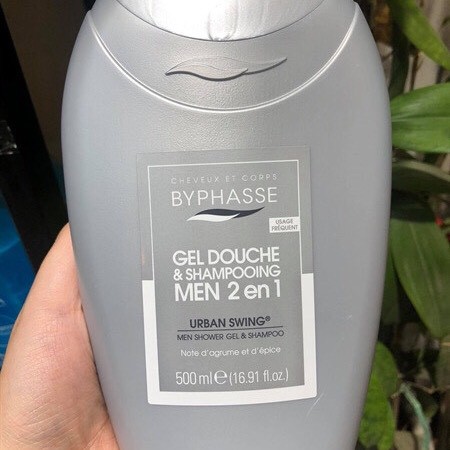 CHEVEUX ET CORPS
BYPHASSE
USAGE
FRÉQUENT
GEL DOUCHE
& SHAMPOOING
MEN 2 en 1
URBAN SWING®
MEN SHOWER GEL & SHAMPOO
Note d'agrume et d'épice
500 ml ℮ (16.91 fl.oz.)